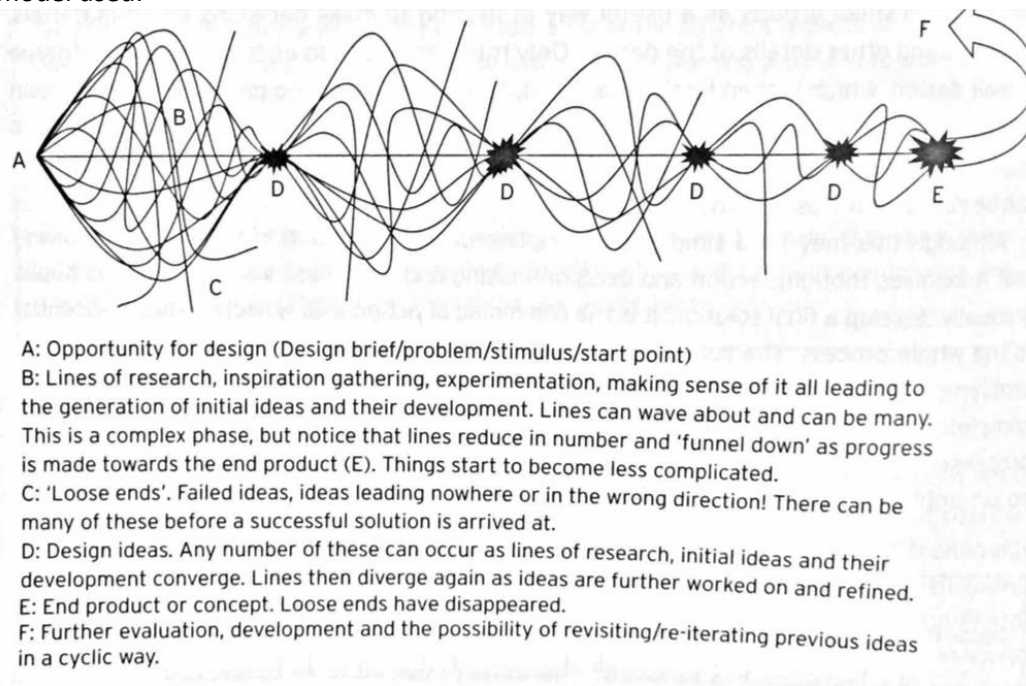 model used.
F
B
A
D
D
D
D
E
C
A: Opportunity for design (Design brief/problem/stimulus/start point)
B: Lines of research, inspiration gathering, experimentation, making sense of it all leading to
the generation of initial ideas and their development. Lines can wave about and can be many.
This is a complex phase, but notice that lines reduce in number and ‘funnel down’ as progress
is made towards the end product (E). Things start to become less complicated.
C: ‘Loose ends’. Failed ideas, ideas leading nowhere or in the wrong direction! There can be
many of these before a successful solution is arrived at.
D: Design ideas. Any number of these can occur as lines of research, initial ideas and their
development converge. Lines then diverge again as ideas are further worked on and refined.
E: End product or concept. Loose ends have disappeared.
F: Further evaluation, development and the possibility of revisiting/re-iterating previous ideas
in a cyclic way.